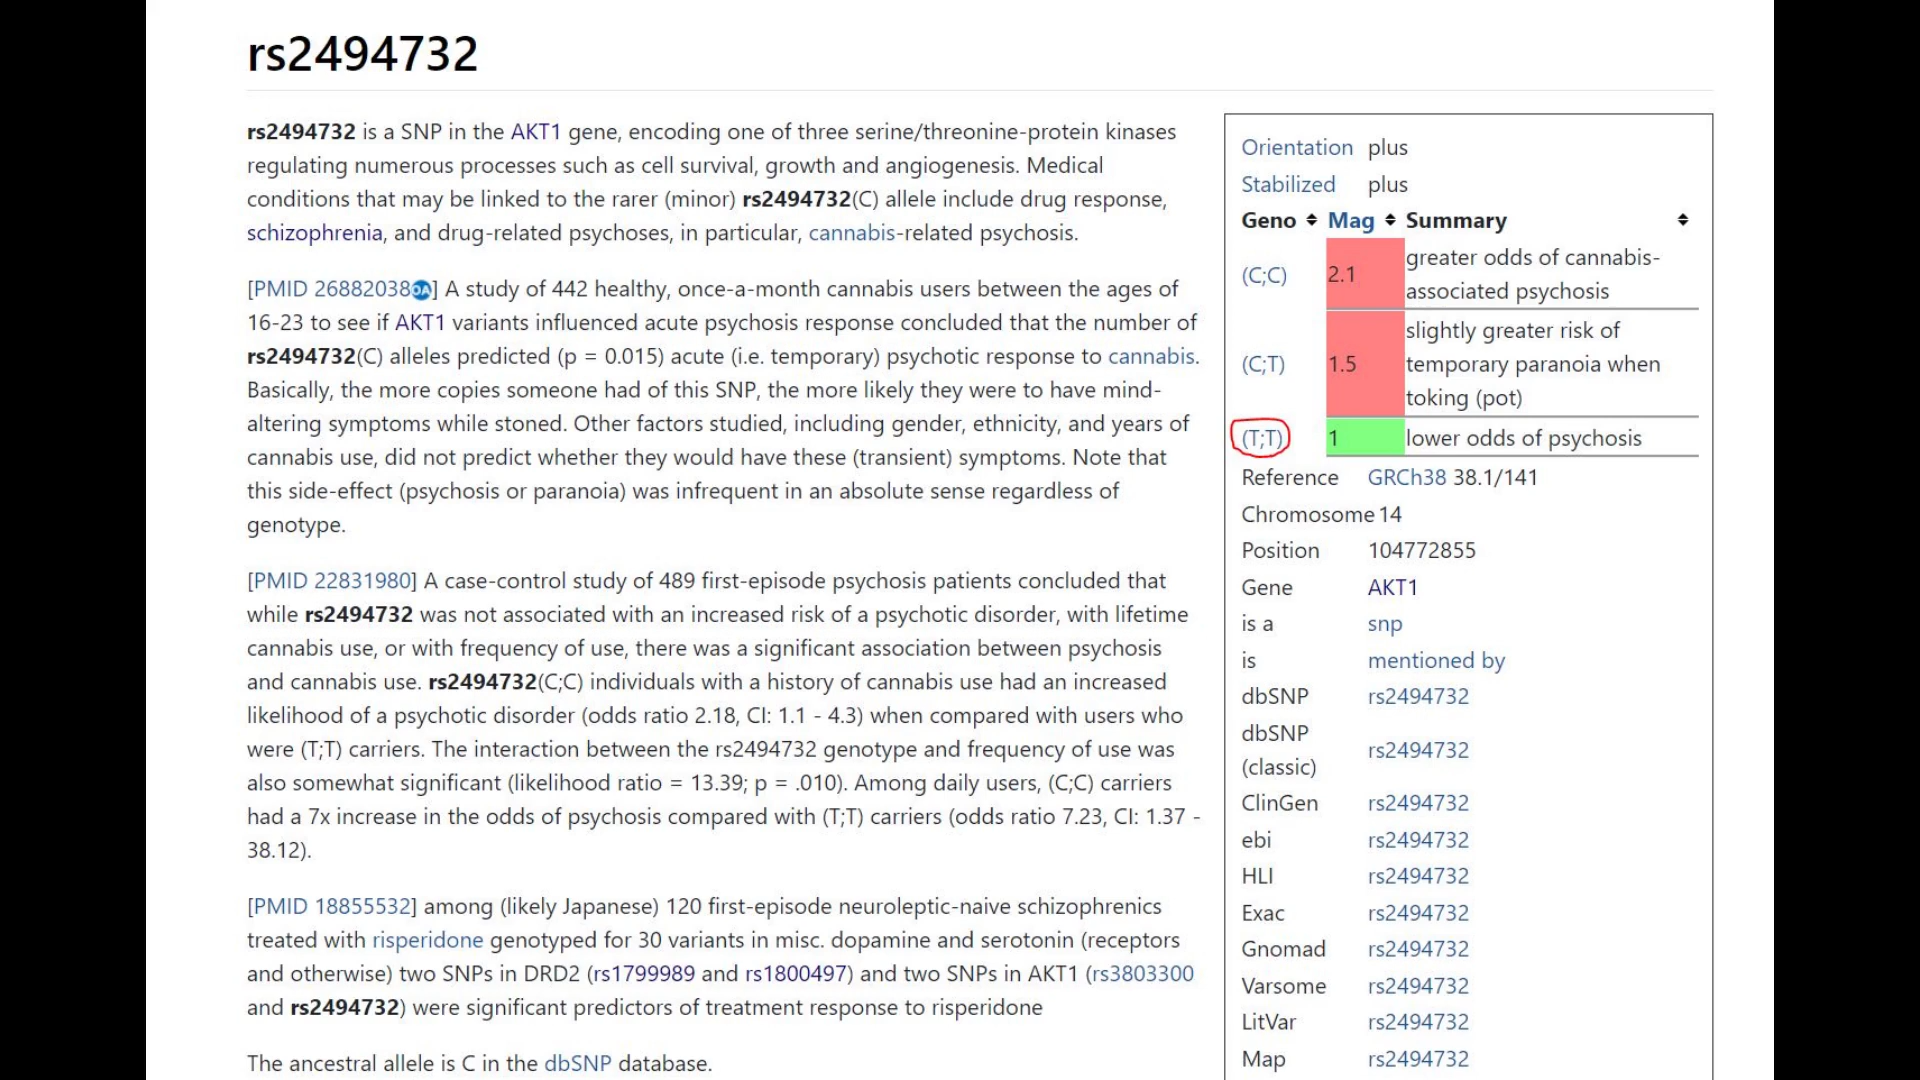 rs2494732
rs2494732 is a SNP in the AKT1 gene, encoding one of three serine/threonine-protein kinases
regulating numerous processes such as cell survival, growth and angiogenesis. Medical
conditions that may be linked to the rarer (minor) rs2494732(C) allele include drug response,
schizophrenia, and drug-related psychoses, in particular, cannabis-related psychosis.
[PMID 26882038OA] A study of 442 healthy, once-a-month cannabis users between the ages of
16-23 to see if AKT1 variants influenced acute psychosis response concluded that the number of
rs2494732(C) alleles predicted (p = 0.015) acute (i.e. temporary) psychotic response to cannabis.
Basically, the more copies someone had of this SNP, the more likely they were to have mind-
altering symptoms while stoned. Other factors studied, including gender, ethnicity, and years of
cannabis use, did not predict whether they would have these (transient) symptoms. Note that
this side-effect (psychosis or paranoia) was infrequent in an absolute sense regardless of
genotype.
[PMID 22831980] A case-control study of 489 first-episode psychosis patients concluded that
while rs2494732 was not associated with an increased risk of a psychotic disorder, with lifetime
cannabis use, or with frequency of use, there was a significant association between psychosis
and cannabis use. rs2494732(C;C) individuals with a history of cannabis use had an increased
likelihood of a psychotic disorder (odds ratio 2.18, CI: 1.1 - 4.3) when compared with users who
were (T;T) carriers. The interaction between the rs2494732 genotype and frequency of use was
also somewhat significant (likelihood ratio = 13.39; p = .010). Among daily users, (C;C) carriers
had a 7x increase in the odds of psychosis compared with (T;T) carriers (odds ratio 7.23, CI: 1.37 -
38.12).
[PMID 18855532] among (likely Japanese) 120 first-episode neuroleptic-naive schizophrenics
treated with risperidone genotyped for 30 variants in misc. dopamine and serotonin (receptors
and otherwise) two SNPs in DRD2 (rs1799989 and rs1800497) and two SNPs in AKT1 (rs3803300
and rs2494732) were significant predictors of treatment response to risperidone
The ancestral allele is C in the dbSNP database.
Orientation plus
Stabilized plus
Geno Mag Summary
(C;C) 2.1 greater odds of cannabis-
associated psychosis
(C;T) 1.5 slightly greater risk of
temporary paranoia when
toking (pot)
(T;T) 1 lower odds of psychosis
Reference GRCh38 38.1/141
Chromosome 14
Position 104772855
Gene AKT1
is a snp
is mentioned by
dbSNP rs2494732
dbSNP
(classic) rs2494732
ClinGen rs2494732
ebi rs2494732
HLI rs2494732
Exac rs2494732
Gnomad rs2494732
Varsome rs2494732
LitVar rs2494732
Map rs2494732